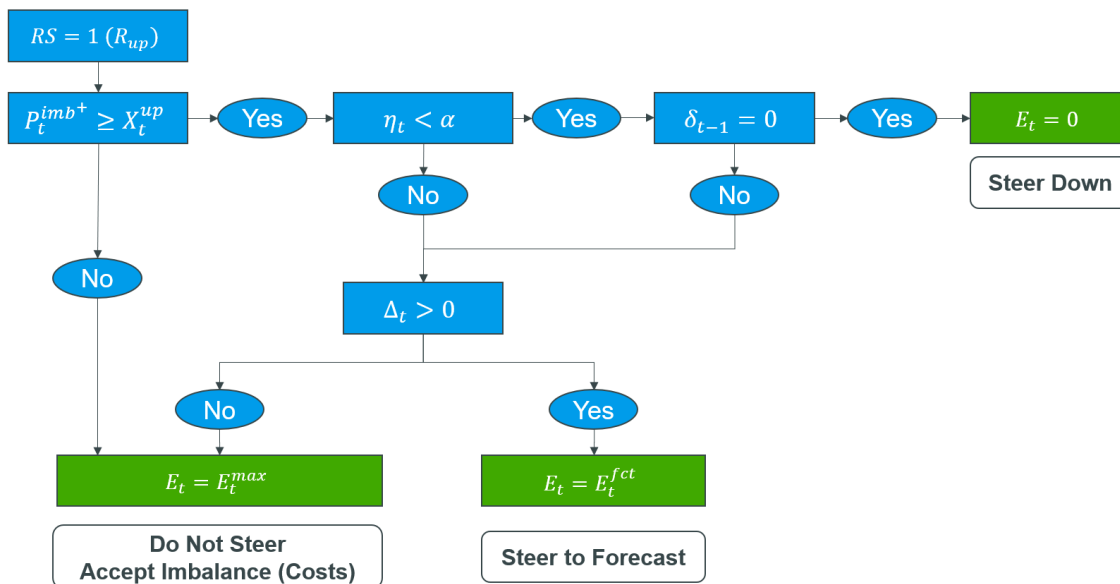 RS = 1 (R_up)
P_t^{imb^+} ≥ X_t^{up}
Yes
η_t < α
Yes
δ_{t−1} = 0
Yes
E_t = 0
Steer Down
No
No
No
Δ_t > 0
No
Yes
E_t = E_t^{max}
E_t = E_t^{fct}
Do Not Steer
Accept Imbalance (Costs)
Steer to Forecast